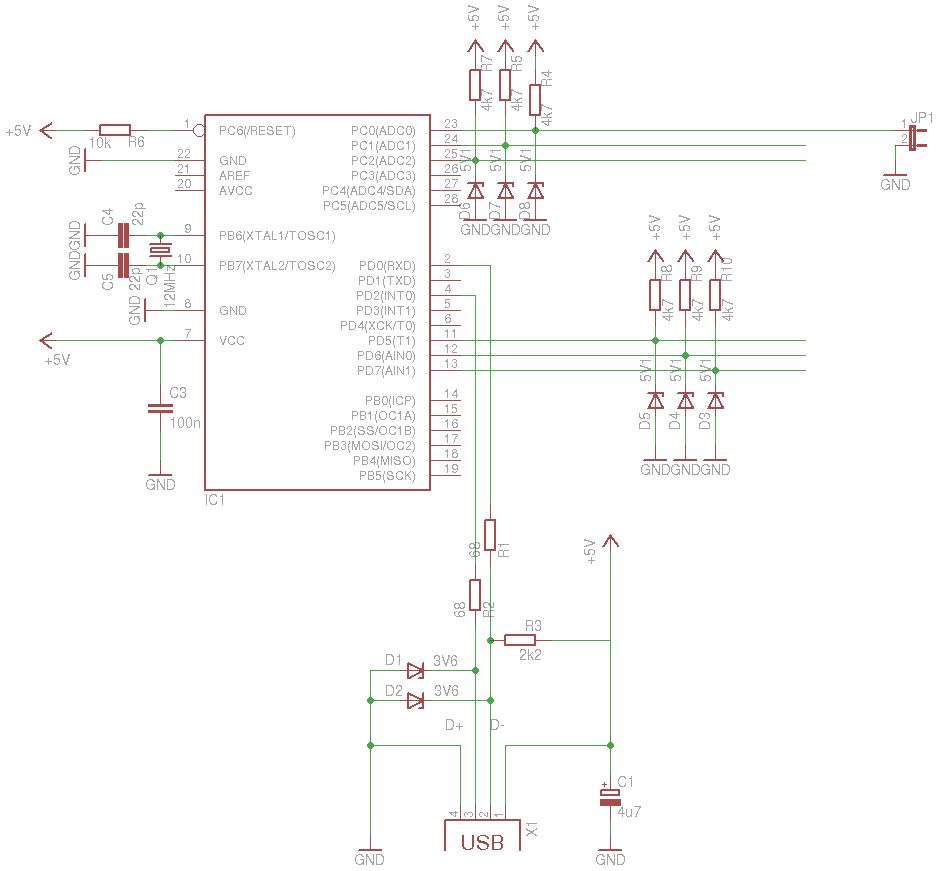 +5V
+5V
+5V
R7
R5
R4
4k7
4k7
4k7
+5V
10k
R6
1
PC6(/RESET)
PC0(ADC0)
23
1
JP1
GND
22
GND
PC1(ADC1)
24
2
21
AREF
PC2(ADC2)
25
20
AVCC
PC3(ADC3)
26
PC4(ADC4/SDA)
27
PC5(ADC5/SCL)
28
5V1
5V1
5V1
D6
D7
D8
GND
GND
GND
GND
GND
C4
22p
9
PB6(XTAL1/TOSC1)
GND
C5
22p
Q1
12MHz
10
PB7(XTAL2/TOSC2)
PD0(RXD)
2
PD1(TXD)
3
PD2(INT0)
4
GND
8
GND
PD3(INT1)
5
PD4(XCK/T0)
6
+5V
7
VCC
PD5(T1)
11
PD6(AIN0)
12
PD7(AIN1)
13
+5V
+5V
+5V
R8
R9
R10
4k7
4k7
4k7
5V1
5V1
5V1
D5
D4
D3
GND
GND
GND
C3
100n
GND
PB0(ICP)
14
PB1(OC1A)
15
PB2(SS/OC1B)
16
PB3(MOSI/OC2)
17
PB4(MISO)
18
PB5(SCK)
19
IC1
68
R1
68
R2
+5V
R3
2k2
D1
3V6
D2
3V6
D+
D-
C1
+
4u7
4
3
2
1
X1
USB
GND
GND